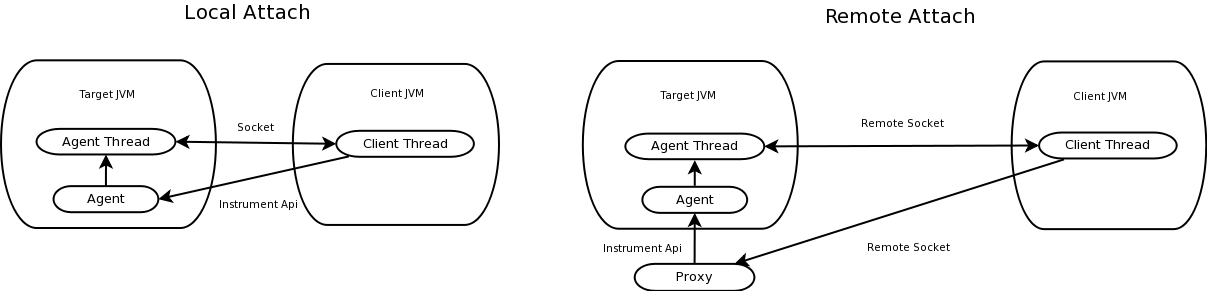 Local Attach
Target JVM
Client JVM
Agent Thread
Socket
Client Thread
Agent
Instrument Api
Remote Attach
Target JVM
Client JVM
Agent Thread
Remote Socket
Client Thread
Agent
Instrument Api
Remote Socket
Proxy